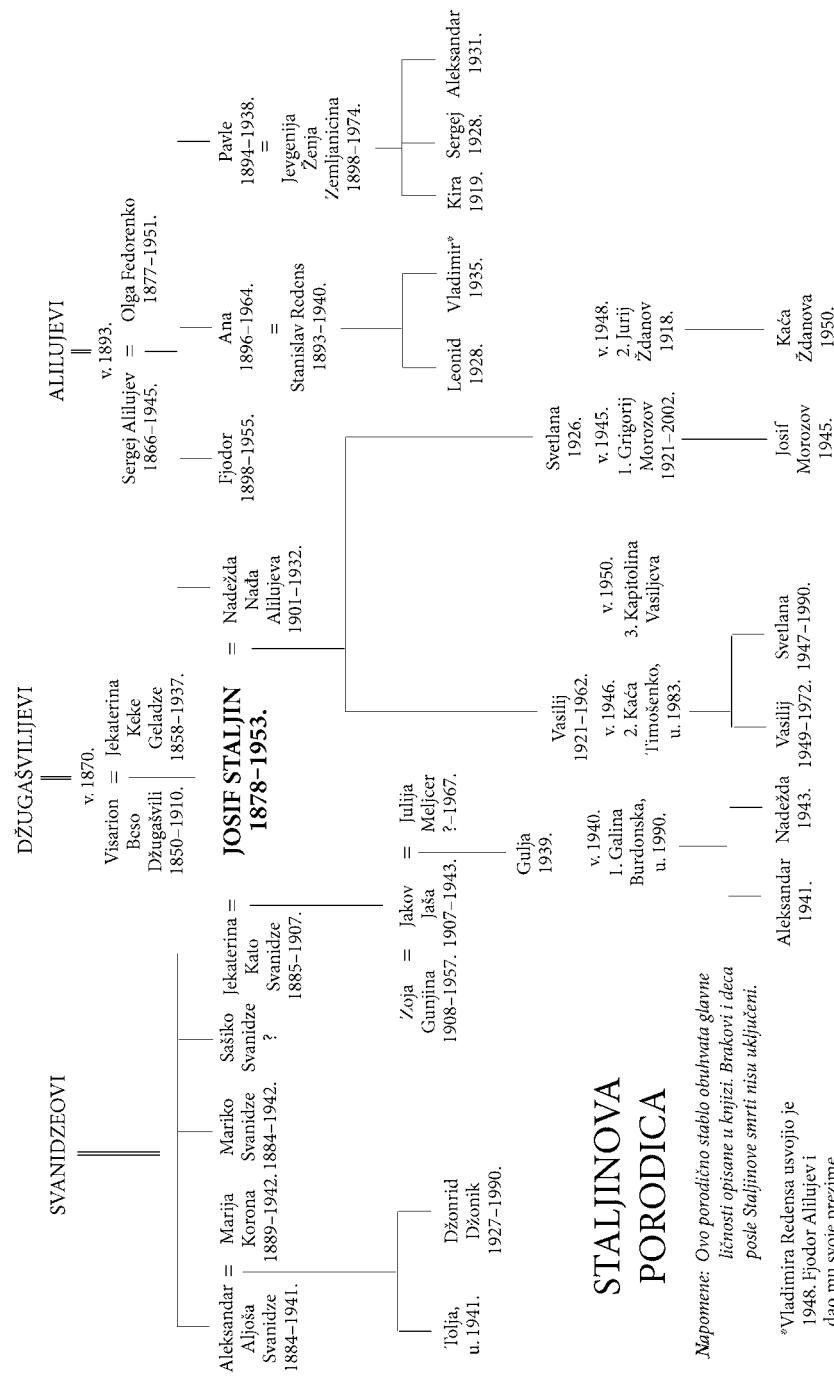 SVANIDZEOVI
DŽUGAŠVILIJEVI
ALILUJEVI
v. 1870.
Visarion
Beso
Džugašvili
1850–1910.
=
Jekaterina
Keke
Geladze
1858–1937.
v. 1893.
Sergej Alilujev
1866–1945.
=
Olga Fedorenko
1877–1951.
Aleksandar
Aljoša
Svanidze
1884–1941.
=
Marija
Korona
1889–1942.
Mariko
Svanidze
1884–1942.
Sašiko
Svanidze
?
Jekaterina
Kato
Svanidze
1885–1907.
=
JOSIF STALJIN
1878–1953.
=
Nadežda
Nađa
Alilujeva
1901–1932.
Fjodor
1898–1955.
Ana
1896–1964.
=
Stanislav Redens
1893–1940.
Pavle
1894–1938.
=
Jevgenija
Ženja
Zemljanicina
1898–1974.
Tolja,
u. 1941.
Džonrid
Džonik
1927–1990.
Zoja
Gunjina
1908–1957.
=
Jakov
Jaša
1907–1943.
=
Julija
Meljcer
?–1967.
Leonid
1928.
Vladimir*
1935.
Kira
1919.
Sergej
1928.
Aleksandar
1931.
Gulja
1939.
Vasilij
1921–1962.
Svetlana
1926.
v. 1940.
1. Galina
Burdonska,
u. 1990.
v. 1946.
2. Kaća
Timošenko,
u. 1983.
v. 1950.
3. Kapitolina
Vasiljeva
v. 1945.
1. Grigorij
Morozov
1921–2002.
v. 1948.
2. Jurij
Ždanov
1918.
Aleksandar
1941.
Nadežda
1943.
Vasilij
1949–1972.
Svetlana
1947–1990.
Josif
Morozov
1945.
Kaća
Ždanova
1950.
STALJINOVA
PORODICA
Napomene: Ovo porodično stablo obuhvata glavne
ličnosti opisane u knjizi. Brakovi i deca
posle Staljinove smrti nisu uključeni.
*Vladimira Redensa usvojio je
1948. Fjodor Alilujev i
dao mu svoje prezime